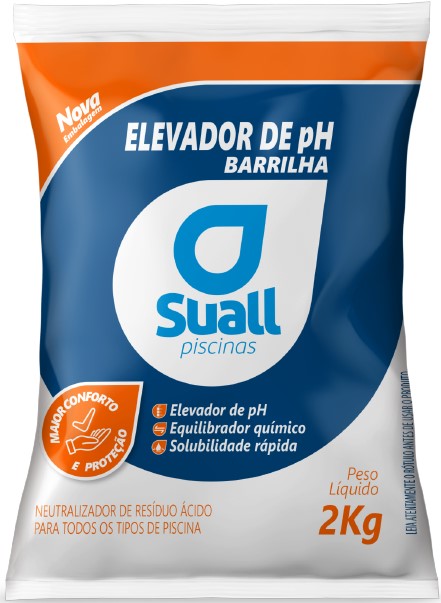 Nova
Embalagem
ELEVADOR DE pH
BARRILHA
Suall
piscinas
MAIOR CONFORTO
E PROTEÇÃO
Elevador de pH
Equilibrador químico
Solubilidade rápida
NEUTRALIZADOR DE RESÍDUO ÁCIDO
PARA TODOS OS TIPOS DE PISCINA
Peso
Líquido
2Kg
LEIA ATENTAMENTE O RÓTULO ANTES DE USAR O PRODUTO